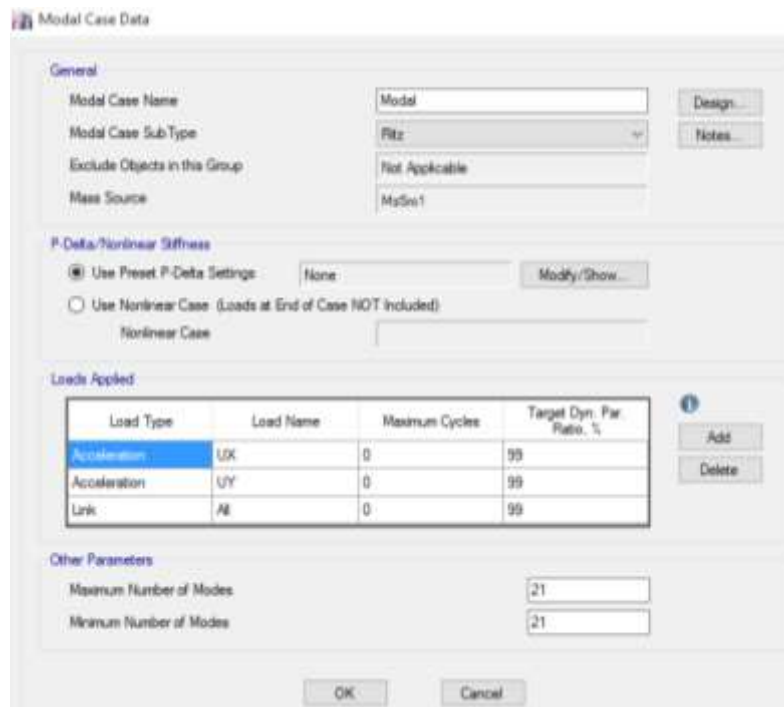 Modal Case Data
General
Modal Case Name Modal Design...
Modal Case SubType Ritz Notes...
Exclude Objects in this Group Not Applicable
Mass Source MsSrc1
P-Delta/Nonlinear Stiffness
Use Preset P-Delta Settings None Modify/Show...
Use Nonlinear Case (Loads at End of Case NOT Included)
Nonlinear Case
Loads Applied
Load Type Load Name Maximum Cycles Target Dyn. Par. Ratio, %
Acceleration UX 0 99
Add
Acceleration UY 0 99
Delete
Link All 0 99
Other Parameters
Maximum Number of Modes 21
Minimum Number of Modes 21
OK Cancel